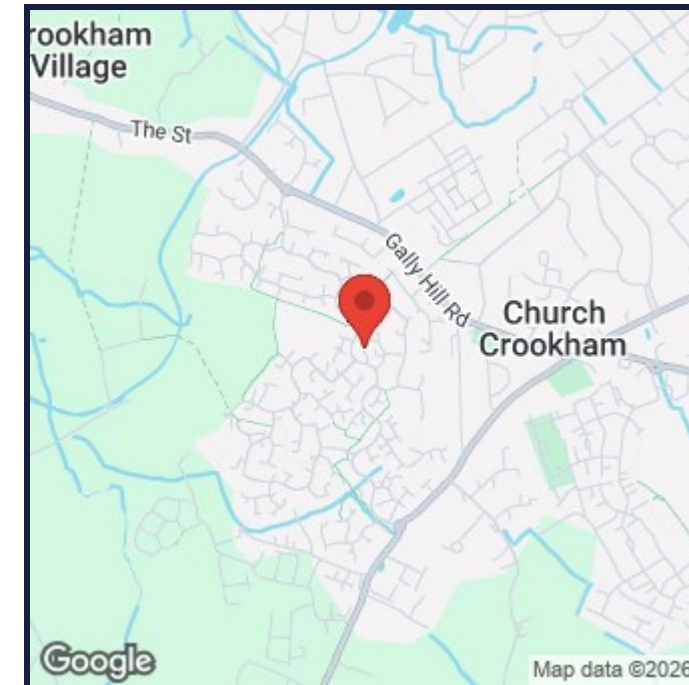 rookham
Village
The St
Gally Hill Rd
Church
Crookham
Google
Map data ©2026